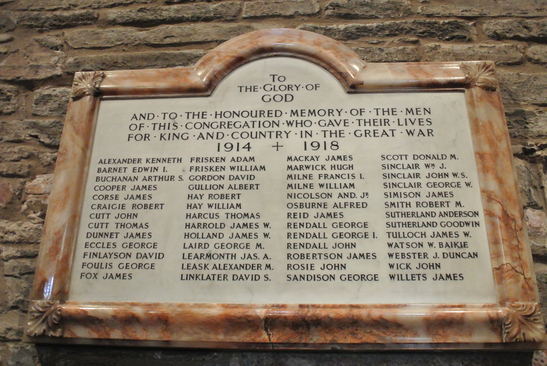 To
THE · GLORY · OF
GOD
AND · TO · THE · HONOURED · MEMORY · OF · THE · MEN
OF · THIS · CONGREGATION · WHO · GAVE · THEIR · LIVES
FOR · KING · AND · COUNTRY · IN · THE · GREAT · WAR
1914 + 1918
ALEXANDER KENNETH
BARNET EDWIN I.
BUCHANAN ARTHUR S.
COOPER JAMES
CRAIGIE ROBERT
CUTT JOHN
CUTT THOMAS
DUNNET JAMES
ECCLES GEORGE
FINLAYSON DAVID
FOULIS GEORGE
FOX JAMES
FRISKEN ADAM
FRISKEN WILLIAM
GORDON DAVID
GULLION ALBERT
HAY ROBERT
HAY WILLIAM
HARCUS THOMAS
HARROLD JAMES W.
HOLLAND JAMES W.
LAIRD GEORGE M.
LEARMONTH JAS. A.
LEASK ALEXANDER M.
LINKLATER DAVID S.
MACKAY JAMES
MARWICK HUGH
MILNE FRANCIS I.
MILNE WILLIAM
NICOLSON AND. J.
OSBURNE ALFRED
REID JAMES
RENDALL GEORGE
RENDALL GEORGE I.
RENDALL JOHN
ROBERTSON JAMES
ROSIE JOHN
SANDISON GEORGE
SCOTT DONALD M.
SINCLAIR WM J.
SINCLAIR JOHN W. S.
SINCLAIR GEORGE W.
SIMISON JAMES
SMITH ROBERT M.
SUTHERLAND ANDERSON
SUTHERLAND GOODWIN
TULLOCH JAMES W.
WATSON W. BAIKIE
WEBSTER J. DUNCAN
WICK JOHN
WILLETS JAMES